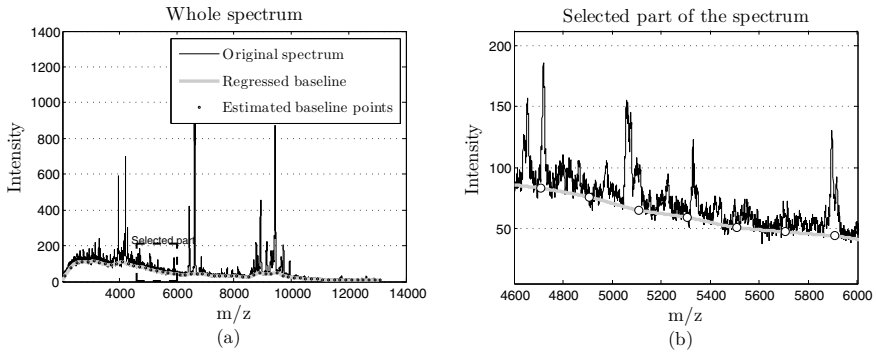 Whole spectrum
1400
1200
1000
800
600
400
200
0
Intensity
Original spectrum
Regressed baseline
Estimated baseline points
Selected part
4000
6000
8000
10000
12000
14000
m/z
(a)
Selected part of the spectrum
200
150
100
50
Intensity
4600
4800
5000
5200
5400
5600
5800
6000
m/z
(b)